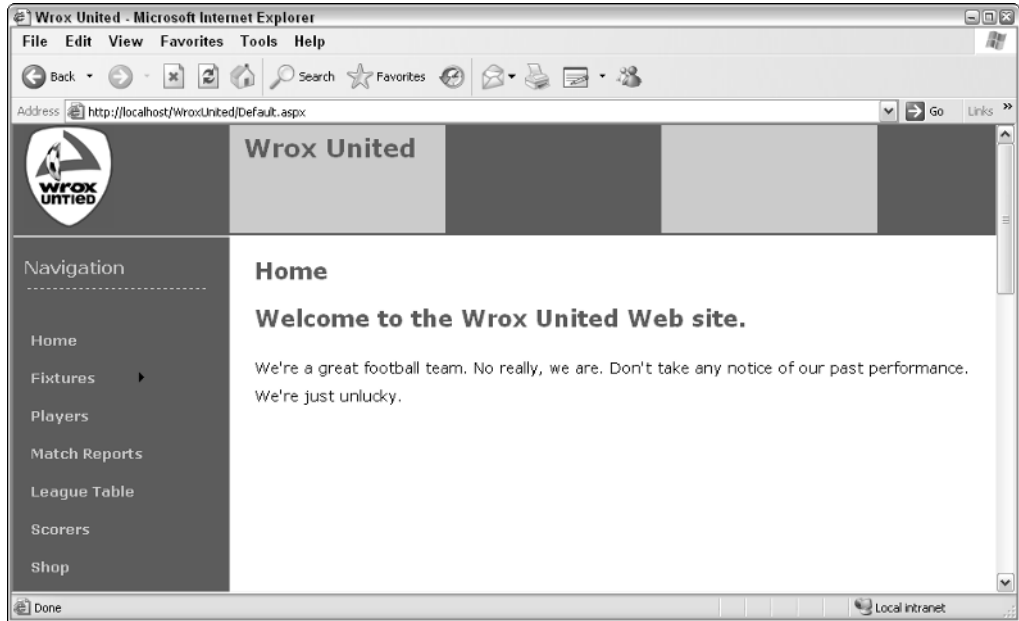 Wrox United - Microsoft Internet Explorer
File Edit View Favorites Tools Help
Back Search Favorites
Address http://localhost/WroxUnited/Default.aspx Go Links »
wrox
UNTIED
Wrox United
Navigation
Home
Fixtures
Players
Match Reports
League Table
Scorers
Shop
Home
Welcome to the Wrox United Web site.
We're a great football team. No really, we are. Don't take any notice of our past performance.
We're just unlucky.
Done Local intranet